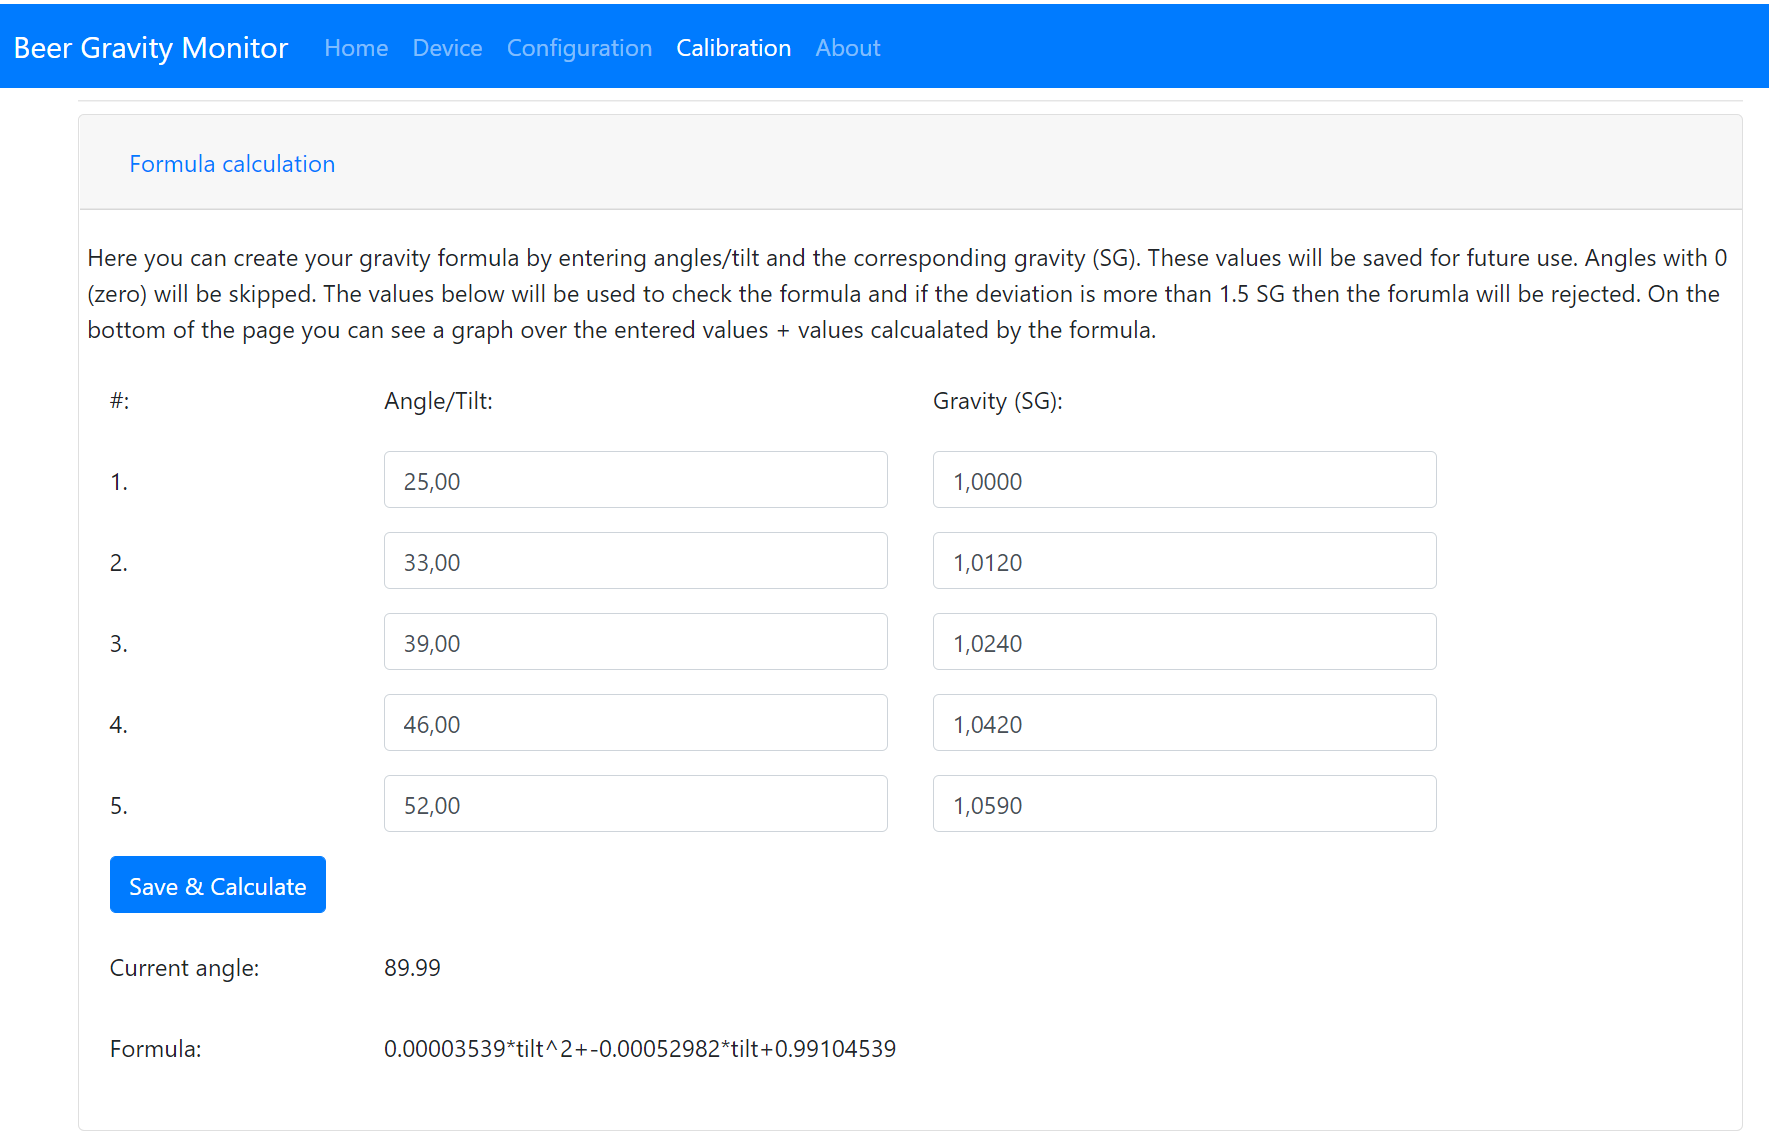 Beer Gravity Monitor Home Device Configuration Calibration About
Formula calculation
Here you can create your gravity formula by entering angles/tilt and the corresponding gravity (SG). These values will be saved for future use. Angles with 0
(zero) will be skipped. The values below will be used to check the formula and if the deviation is more than 1.5 SG then the forumla will be rejected. On the
bottom of the page you can see a graph over the entered values + values calcualated by the formula.
#: Angle/Tilt: Gravity (SG):
1. 25,00 1,0000
2. 33,00 1,0120
3. 39,00 1,0240
4. 46,00 1,0420
5. 52,00 1,0590
Save & Calculate
Current angle: 89.99
Formula: 0.00003539*tilt^2+-0.00052982*tilt+0.99104539